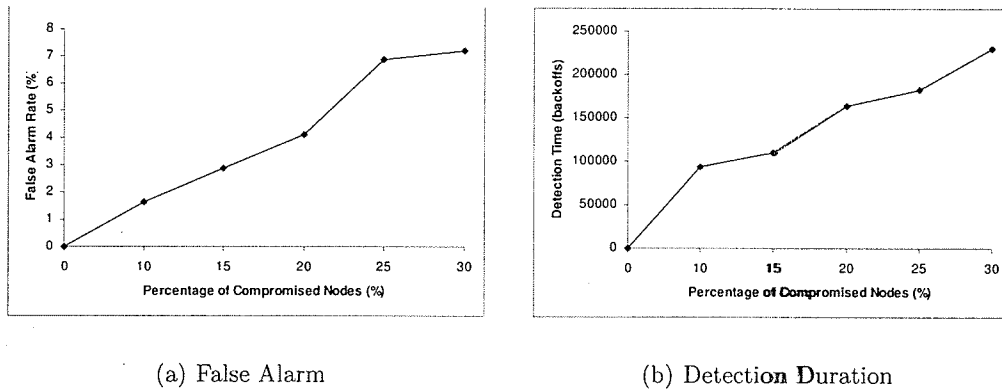 8
7
6
5
4
3
2
1
0
False Alarm Rate (%)
0 10 15 20 25 30
Percentage of Compromised Nodes (%)
(a) False Alarm
250000
200000
150000
100000
50000
0
Detection Time (backoffs)
0 10 15 20 25 30
Percentage of Compromised Nodes (%)
(b) Detection Duration